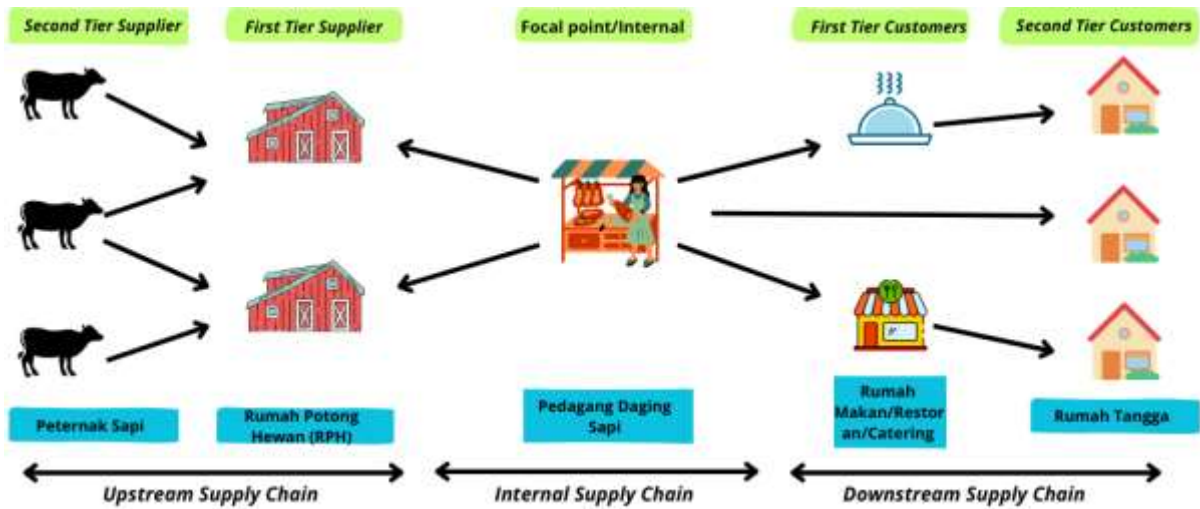 Second Tier Supplier
First Tier Supplier
Focal point/Internal
First Tier Customers
Second Tier Customers
Peternak Sapi
Rumah Potong
Hewan (RPH)
Pedagang Daging
Sapi
Rumah
Makan/Restor
an/Catering
Rumah Tangga
Upstream Supply Chain
Internal Supply Chain
Downstream Supply Chain